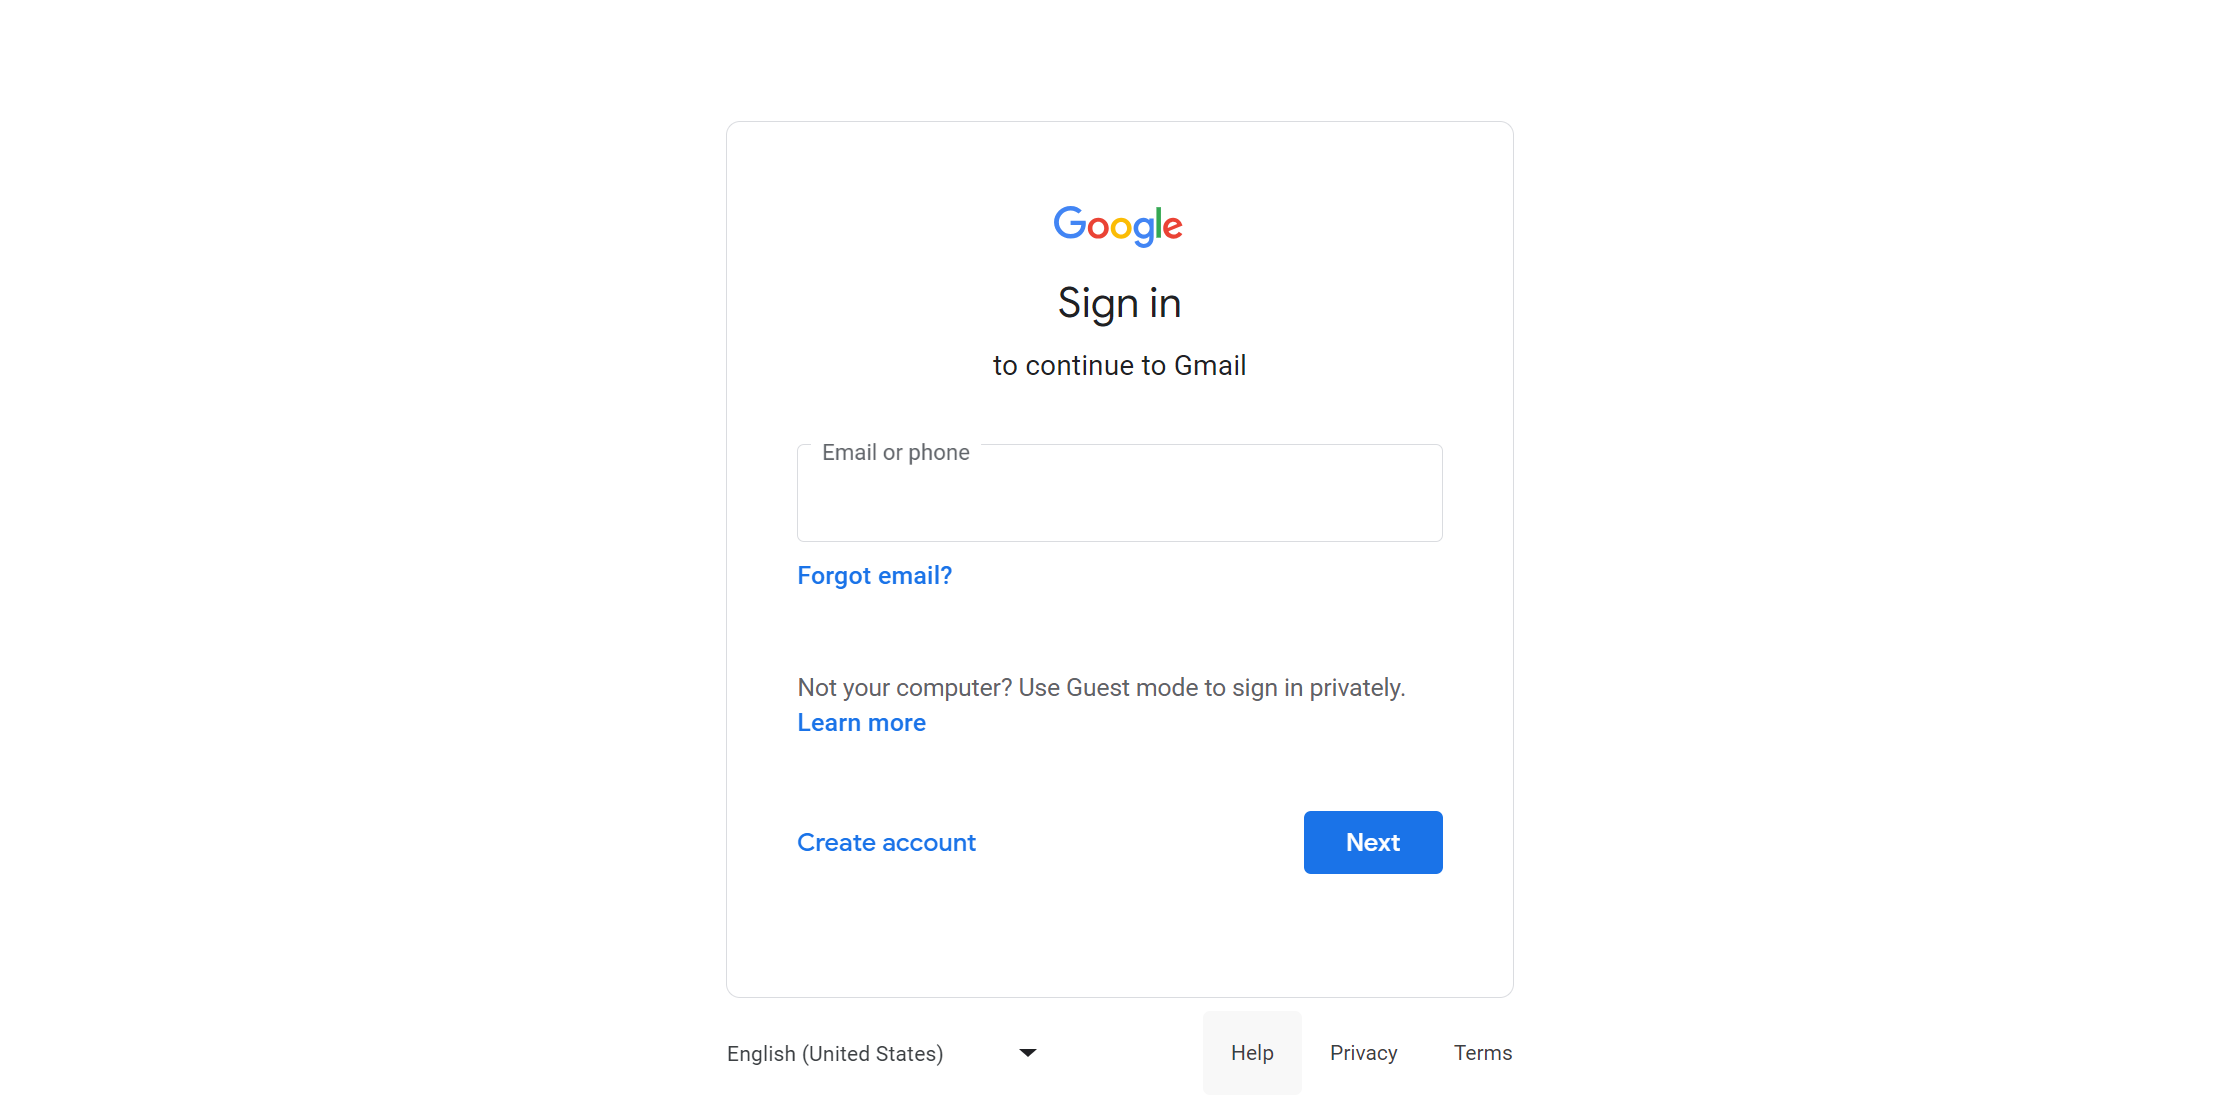 Google
Sign in
to continue to Gmail
Email or phone
Forgot email?
Not your computer? Use Guest mode to sign in privately.
Learn more
Create account
Next
English (United States)
Help
Privacy
Terms